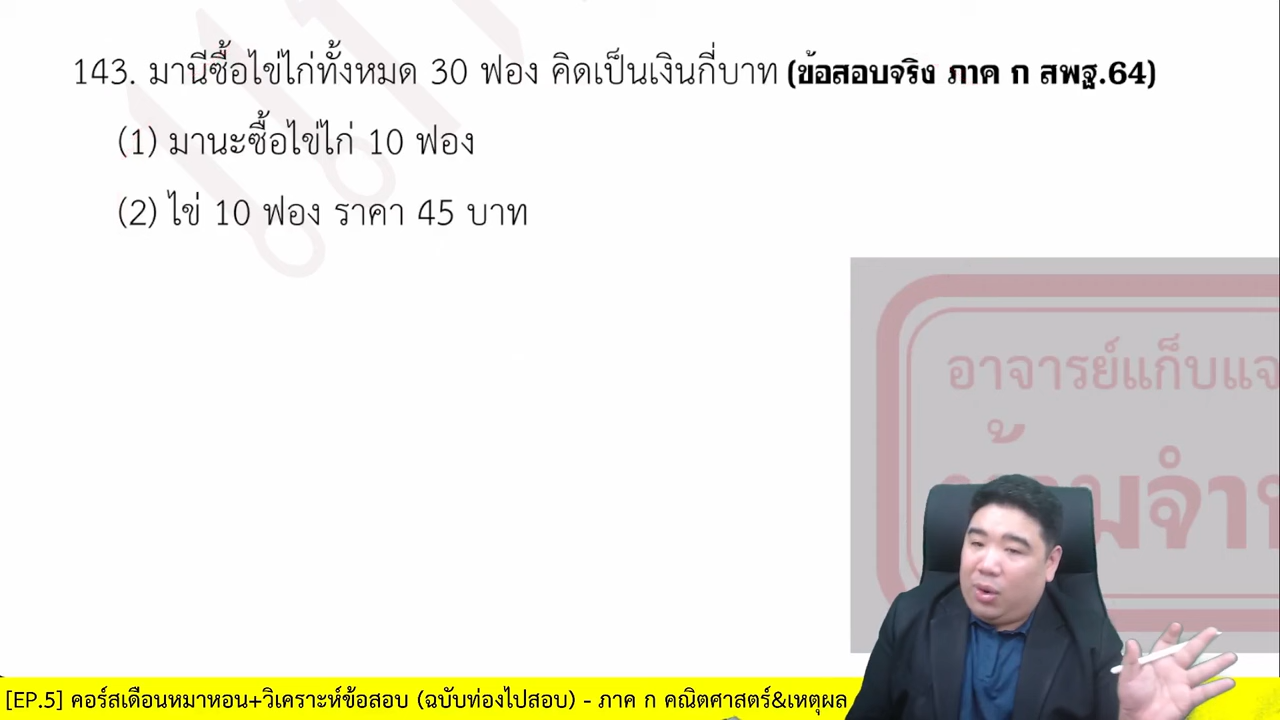 143. มานีซื้อไข่ไก่ทั้งหมด 30 ฟอง คิดเป็นเงินกี่บาท (ข้อสอบจริง ภาค ก สพฐ.64)
(1) มานะซื้อไข่ไก่ 10 ฟอง
(2) ไข่ 10 ฟอง ราคา 45 บาท
อาจารย์แก๊บแจ
[EP.5] คอร์สเดือนหมาหอน+วิเคราะห์ข้อสอบ (ฉบับท่องไปสอบ) - ภาค ก คณิตศาสตร์&เหตุผล